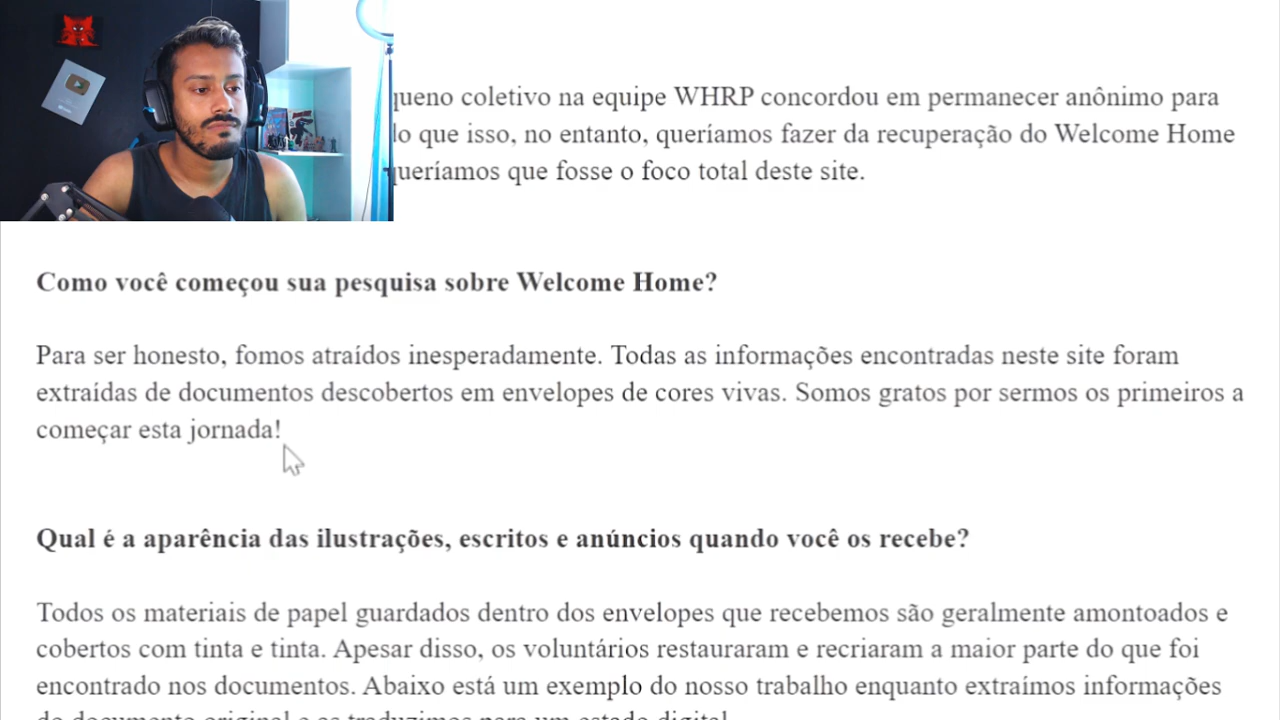 queno coletivo na equipe WHRP concordou em permanecer anônimo para
lo que isso, no entanto, queríamos fazer da recuperação do Welcome Home
queríamos que fosse o foco total deste site.
Como você começou sua pesquisa sobre Welcome Home?
Para ser honesto, fomos atraídos inesperadamente. Todas as informações encontradas neste site foram
extraídas de documentos descobertos em envelopes de cores vivas. Somos gratos por sermos os primeiros a
começar esta jornada!
Qual é a aparência das ilustrações, escritos e anúncios quando você os recebe?
Todos os materiais de papel guardados dentro dos envelopes que recebemos são geralmente amontoados e
cobertos com tinta e tinta. Apesar disso, os voluntários restauraram e recriaram a maior parte do que foi
encontrado nos documentos. Abaixo está um exemplo do nosso trabalho enquanto extraímos informações
do documento original e os traduzimos para um estado digital.